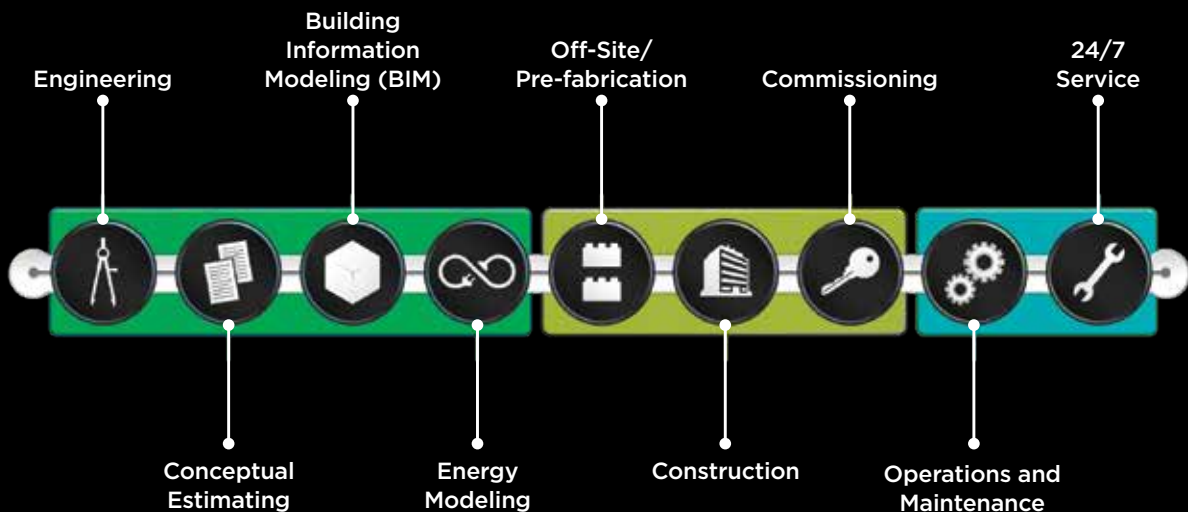 Engineering
Building
Information
Modeling (BIM)
Off-Site/
Pre-fabrication
Commissioning
24/7
Service
Conceptual
Estimating
Energy
Modeling
Construction
Operations and
Maintenance